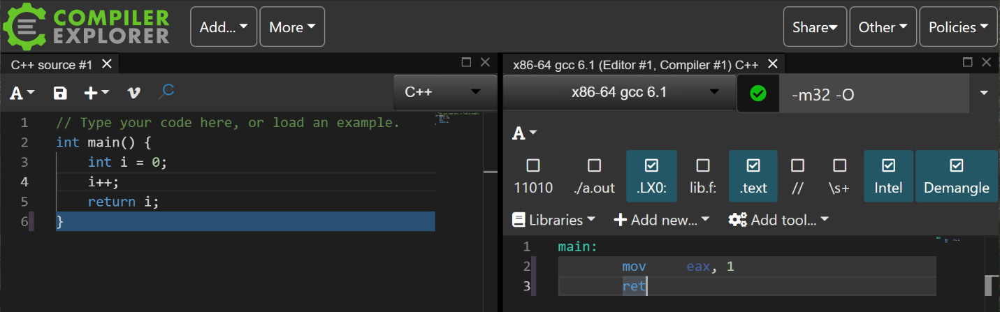 COMPILER
EXPLORER
Add...
More
Share
Other
Policies
C++ source #1
A
C++
1 // Type your code here, or load an example.
2 int main() {
3 int i = 0;
4 i++;
5 return i;
6 }
x86-64 gcc 6.1 (Editor #1, Compiler #1) C++
x86-64 gcc 6.1
-m32 -O
A
11010
./a.out
.LX0:
lib.f:
.text
//
\s+
Intel
Demangle
Libraries
Add new...
Add tool...
1 main:
2 mov eax, 1
3 ret